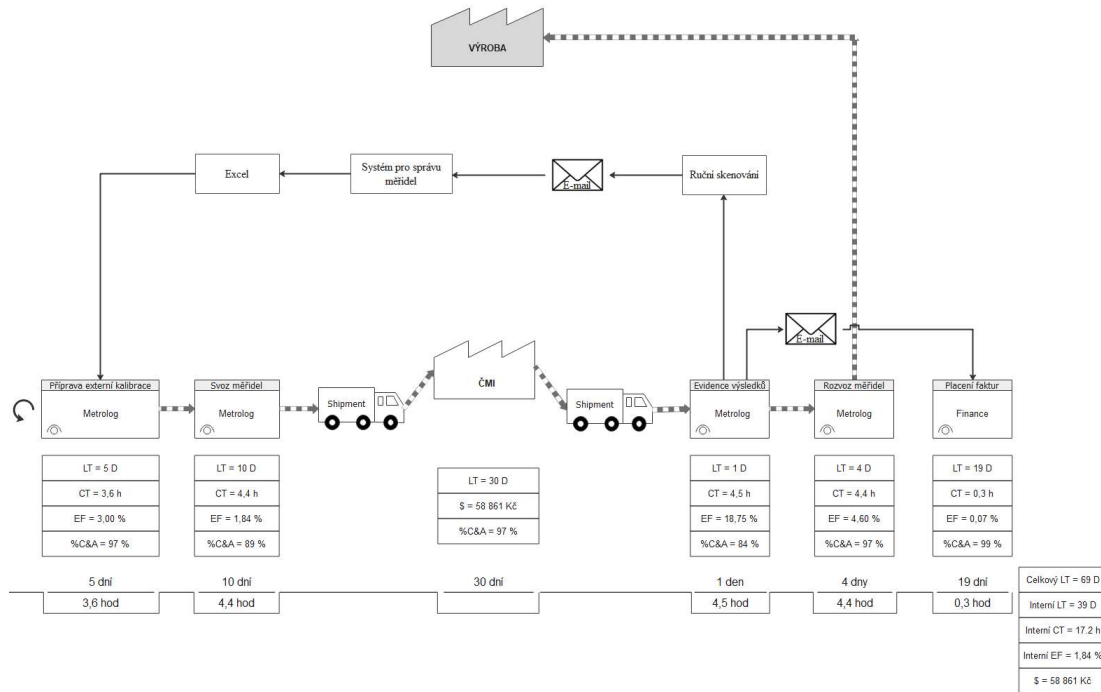 VÝROBA
Excel
Systém pro správu
měřidel
E-mail
Ruční skenování
E-mail
Příprava externí kalibrace
Metrolog
Svoz měřidel
Metrolog
Shipment
ČMI
Shipment
Evidence výsledků
Metrolog
Rozvoz měřidel
Metrolog
Placení faktur
Finance
LT = 5 D
CT = 3,6 h
EF = 3,00 %
%C&A = 97 %
LT = 10 D
CT = 4,4 h
EF = 1,84 %
%C&A = 89 %
LT = 30 D
$ = 58 861 Kč
%C&A = 97 %
LT = 1 D
CT = 4,5 h
EF = 18,75 %
%C&A = 84 %
LT = 4 D
CT = 4,4 h
EF = 4,60 %
%C&A = 97 %
LT = 19 D
CT = 0,3 h
EF = 0,07 %
%C&A = 99 %
5 dní
3,6 hod
10 dní
4,4 hod
30 dní
1 den
4,5 hod
4 dny
4,4 hod
19 dní
0,3 hod
Celkový LT = 69 D
Interní LT = 39 D
Interní CT = 17.2 h
Interní EF = 1,84 %
$ = 58 861 Kč